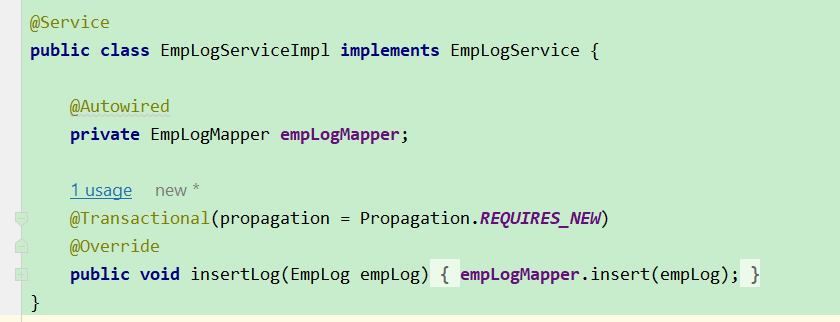 @Service
public class EmpLogServiceImpl implements EmpLogService {
@Autowired
private EmpLogMapper empLogMapper;
1 usage new *
@Transactional(propagation = Propagation.REQUIRES_NEW)
@Override
public void insertLog(EmpLog empLog) { empLogMapper.insert(empLog); }
}